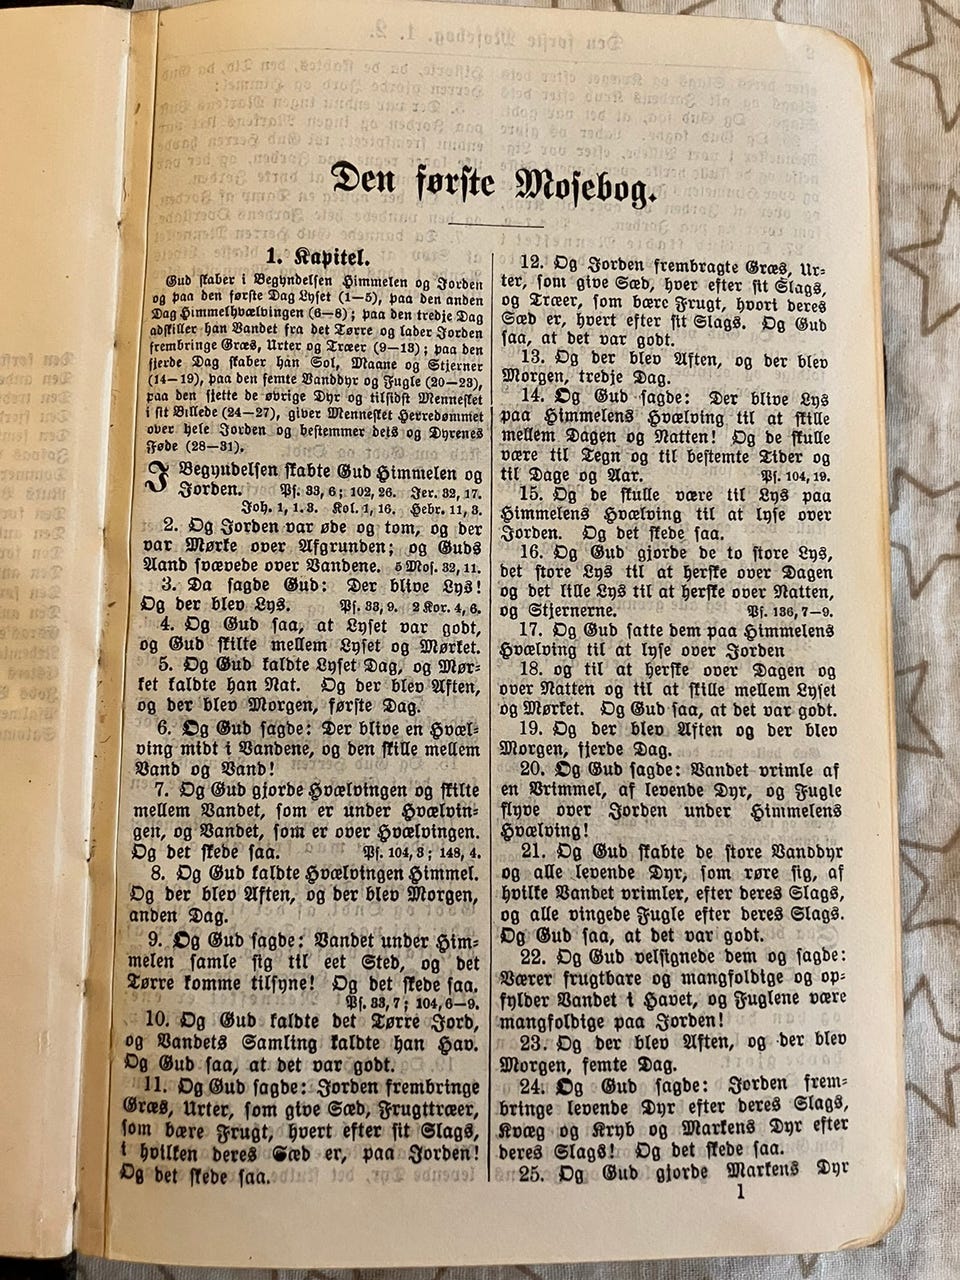 Den første Mosebog.
1. Kapitel.
Gud skaber i Begyndelsen Himmelen og Jorden
og paa den første Dag Lyset (1—5), paa den anden
Dag Himmelhvælvingen (6—8); paa den tredje Dag
adskiller han Vandet fra det Tørre og lader Jorden
frembringe Græs, Urter og Træer (9—13); paa den
fjerde Dag skaber han Sol, Maane og Stjerner
(14—19), paa den femte Vanddyr og Fugle (20—23),
paa den sjette de øvrige Dyr og tilsidst Mennesket
i sit Billede (24—27), giver Mennesket Herredømmet
over hele Jorden og bestemmer dets og Dyrenes
Føde (28—31).
I Begyndelsen skabte Gud Himmelen og
Jorden. Ps. 33, 6; 102, 26. Jer. 32, 17.
Joh. 1, 1.3. Kol. 1, 16. Hebr. 11, 3.
2. Og Jorden var øde og tom, og der
var Mørke over Afgrunden; og Guds
Aand svævede over Vandene. 5 Mos. 32, 11.
3. Da sagde Gud: Der blive Lys!
Og der blev Lys. Ps. 33, 9. 2 Kor. 4, 6.
4. Og Gud saa, at Lyset var godt,
og Gud skilte mellem Lyset og Mørket.
5. Og Gud kaldte Lyset Dag, og Mør-
ket kaldte han Nat. Og der blev Aften,
og der blev Morgen, første Dag.
6. Og Gud sagde: Der blive en Hvæl-
ving midt i Vandene, og den skille mellem
Vand og Vand!
7. Og Gud gjorde Hvælvingen og skilte
mellem Vandet, som er under Hvælvin-
gen, og Vandet, som er over Hvælvingen.
Og det skede saa. Ps. 104, 3; 148, 4.
8. Og Gud kaldte Hvælvingen Himmel.
Og der blev Aften, og der blev Morgen,
anden Dag.
9. Og Gud sagde: Vandet under Him-
melen samle sig til eet Sted, og det
Tørre komme tilsyne! Og det skede saa.
Ps. 33, 7; 104, 6—9.
10. Og Gud kaldte det Tørre Jord,
og Vandets Samling kaldte han Hav.
Og Gud saa, at det var godt.
11. Og Gud sagde: Jorden frembringe
Græs, Urter, som give Sæd, Frugttræer,
som bære Frugt, hvert efter sit Slags,
i hvilken deres Sæd er, paa Jorden!
Og det skede saa.
12. Og Jorden frembragte Græs, Ur-
ter, som give Sæd, hver efter sit Slags,
og Træer, som bære Frugt, hvori deres
Sæd er, hvert efter sit Slags. Og Gud
saa, at det var godt.
13. Og der blev Aften, og der blev
Morgen, tredje Dag.
14. Og Gud sagde: Der blive Lys
paa Himmelens Hvælving til at skille
mellem Dagen og Natten! Og de skulle
være til Tegn og til bestemte Tider og
til Dage og Aar. Ps. 104, 19.
15. Og de skulle være til Lys paa
Himmelens Hvælving til at lyse over
Jorden. Og det skede saa.
16. Og Gud gjorde de to store Lys,
det store Lys til at herske over Dagen
og det lille Lys til at herske over Natten,
og Stjernerne. Ps. 136, 7—9.
17. Og Gud satte dem paa Himmelens
Hvælving til at lyse over Jorden
18. og til at herske over Dagen og
over Natten og til at skille mellem Lyset
og Mørket. Og Gud saa, at det var godt.
19. Og der blev Aften og der blev
Morgen, fjerde Dag.
20. Og Gud sagde: Vandet vrimle af
en Vrimmel, af levende Dyr, og Fugle
flyve over Jorden under Himmelens
Hvælving!
21. Og Gud skabte de store Vanddyr
og alle levende Dyr, som røre sig, af
hvilke Vandet vrimler, efter deres Slags,
og alle vingede Fugle efter deres Slags.
Og Gud saa, at det var godt.
22. Og Gud velsignede dem og sagde:
Værer frugtbare og mangfoldige og op-
fylder Vandet i Havet, og Fuglene være
mangfoldige paa Jorden!
23. Og der blev Aften, og der blev
Morgen, femte Dag.
24. Og Gud sagde: Jorden frem-
bringe levende Dyr efter deres Slags,
Kvæg og Kryb og Markens Dyr efter
deres Slags! Og det skede saa.
25. Og Gud gjorde Markens Dyr
1